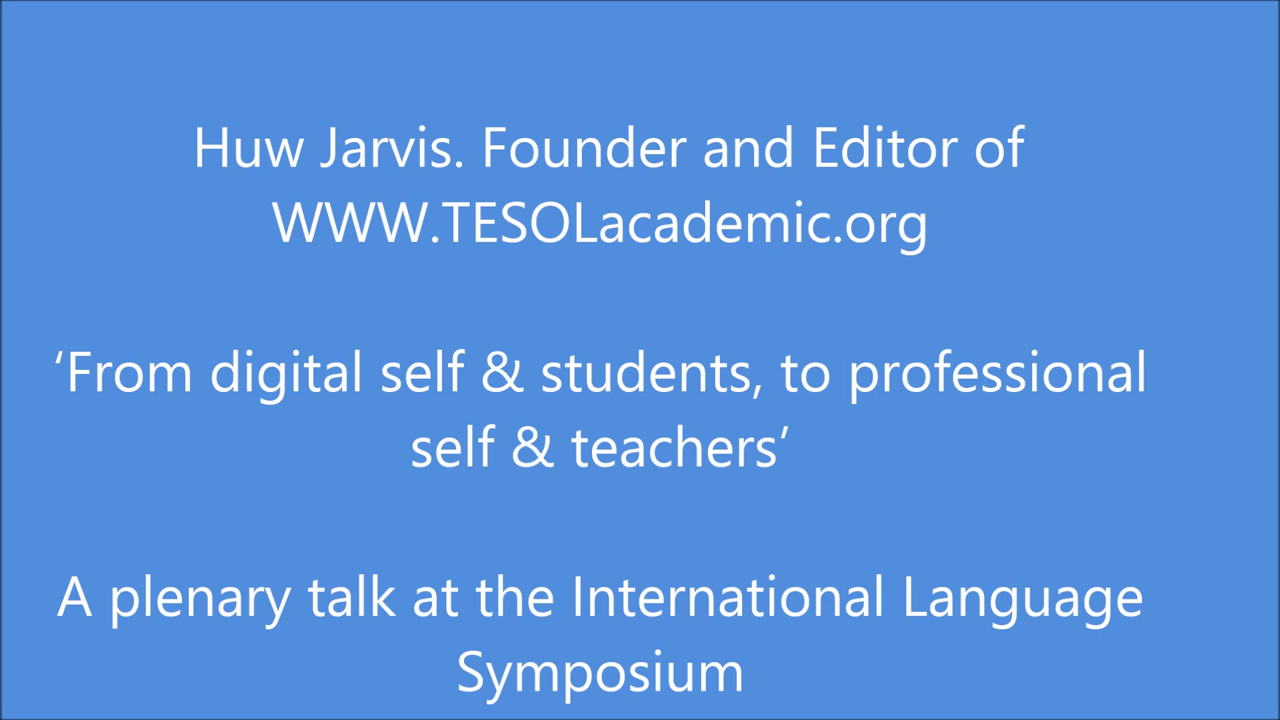 Huw Jarvis. Founder and Editor of
WWW.TESOLacademic.org
‘From digital self & students, to professional
self & teachers’
A plenary talk at the International Language
Symposium